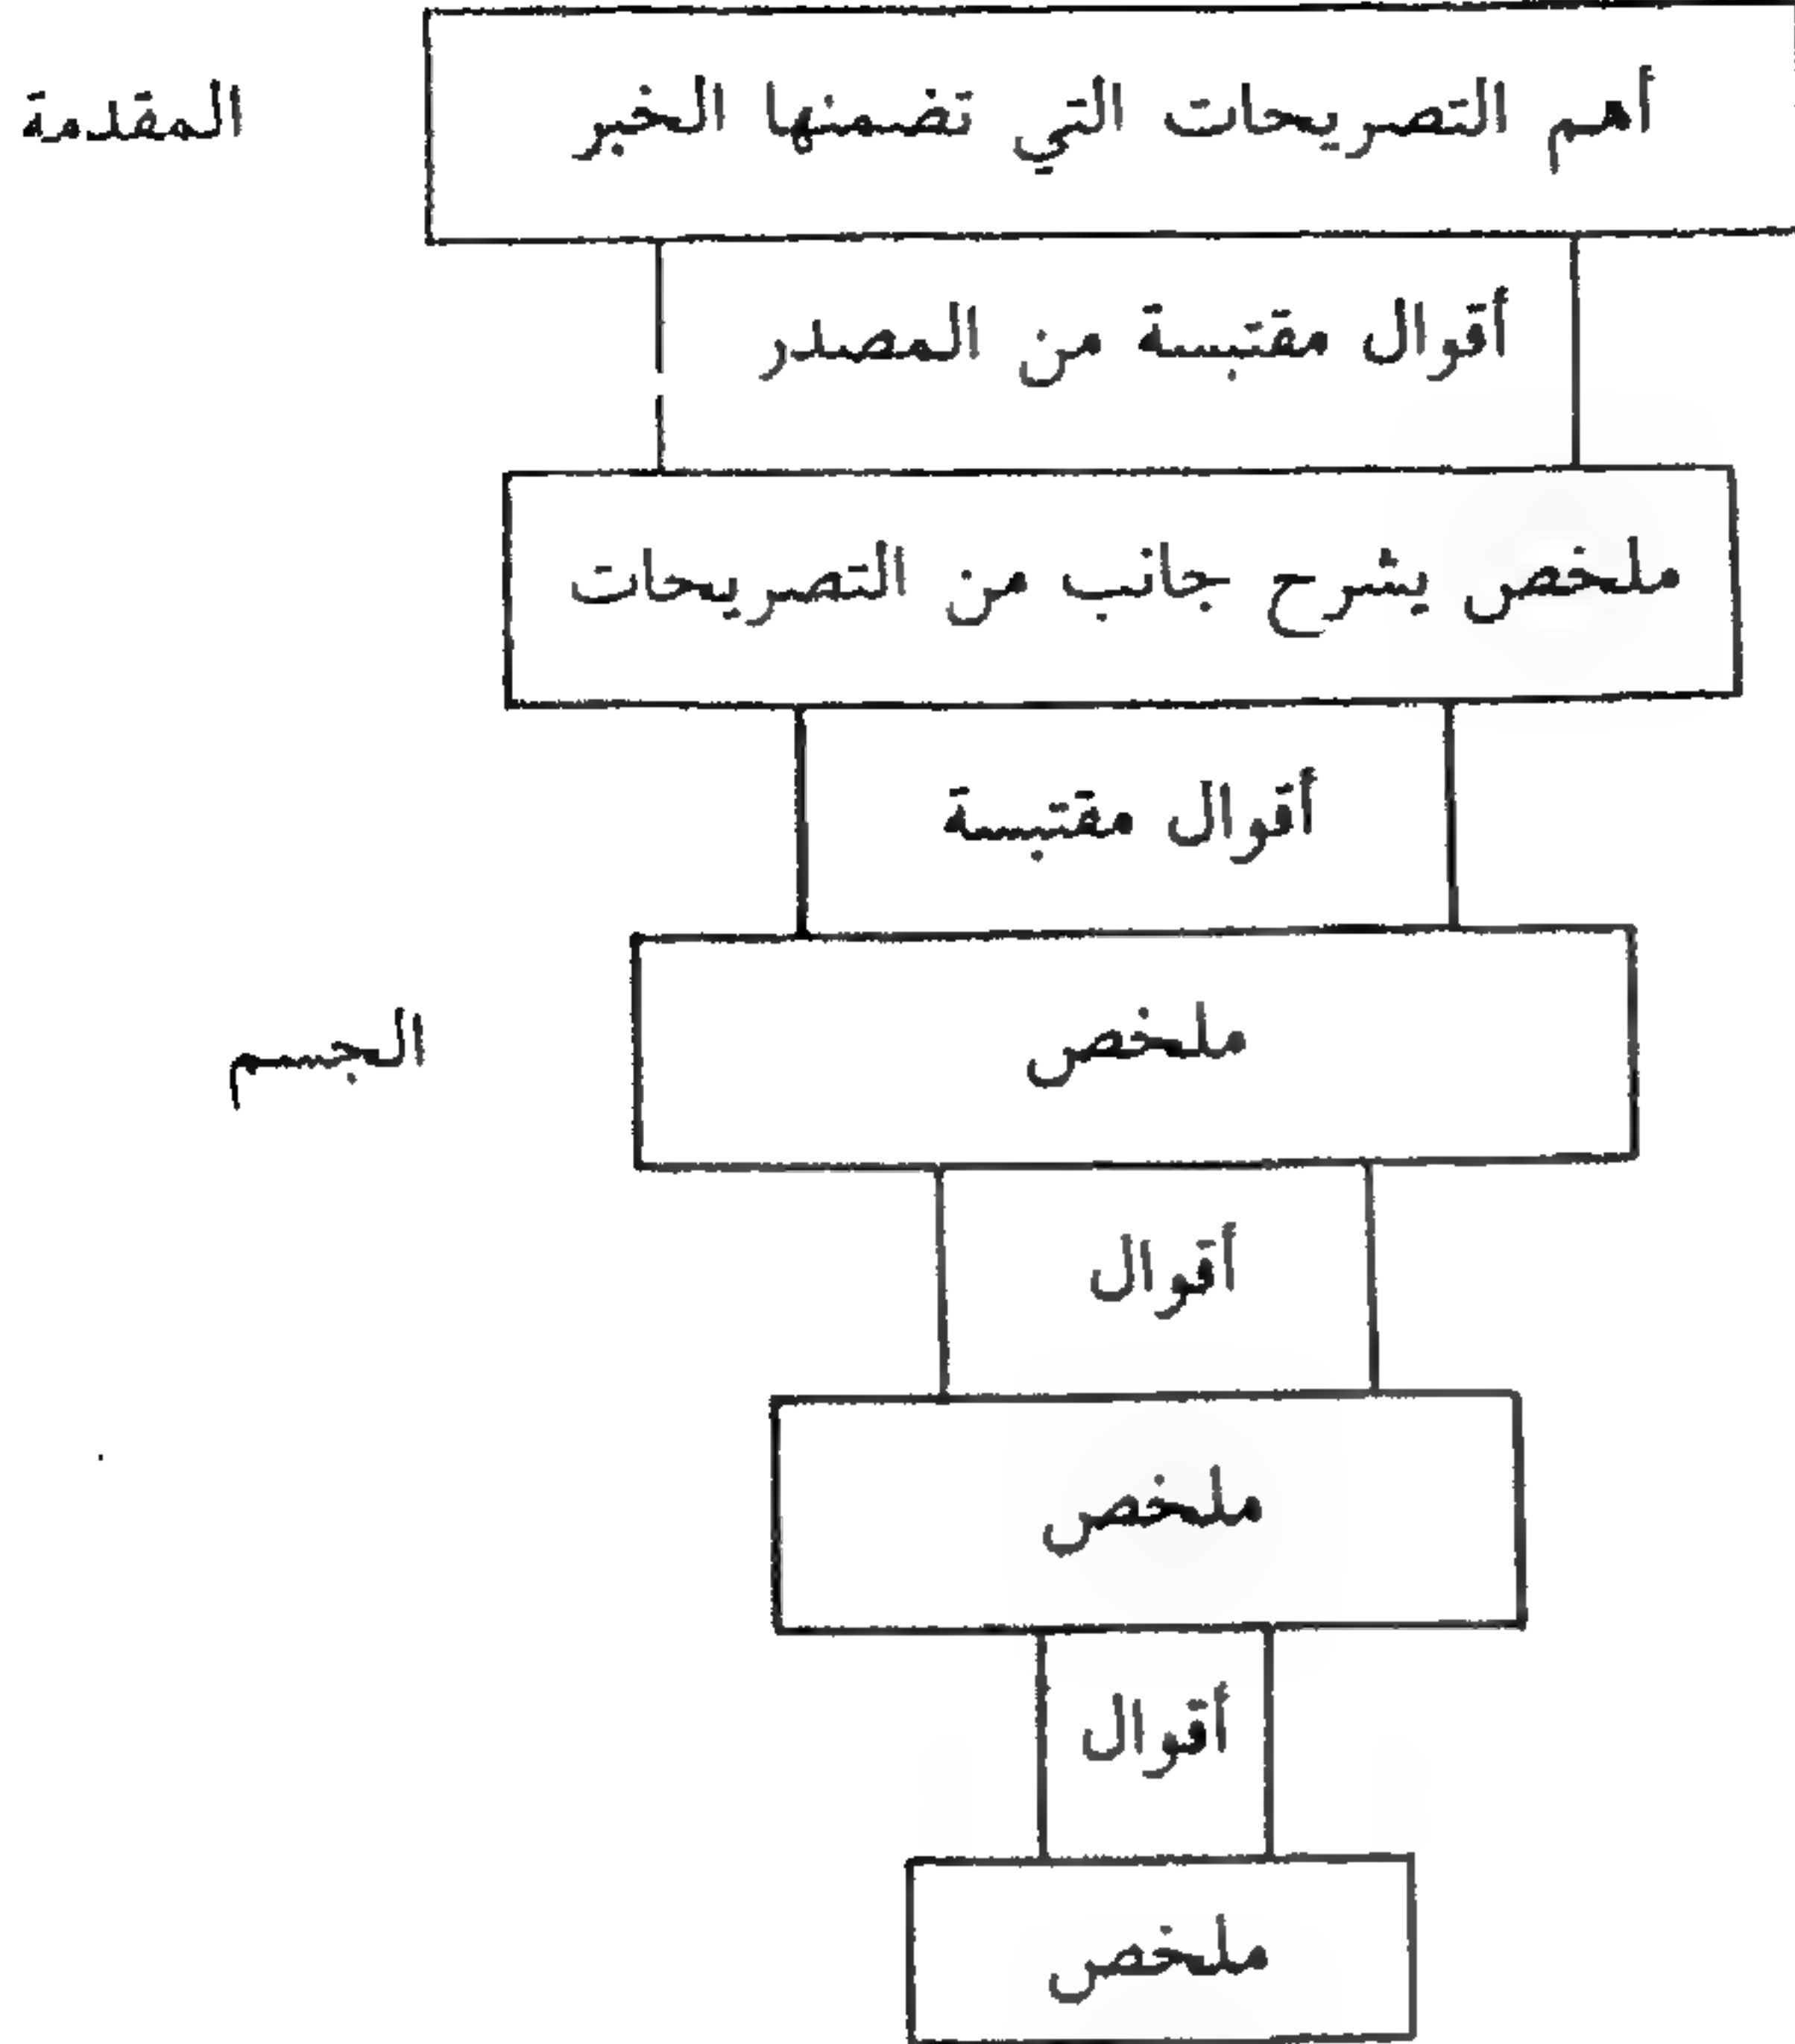 أهم التصريحات التي تضمنها الخبر
المقدمة
أقوال مقتبسة من المصدر
ملخص يشرح جانب من التصريحات
أقوال مقتبسة
ملخص
الجسم
أقوال
ملخص
أقوال
ملخص